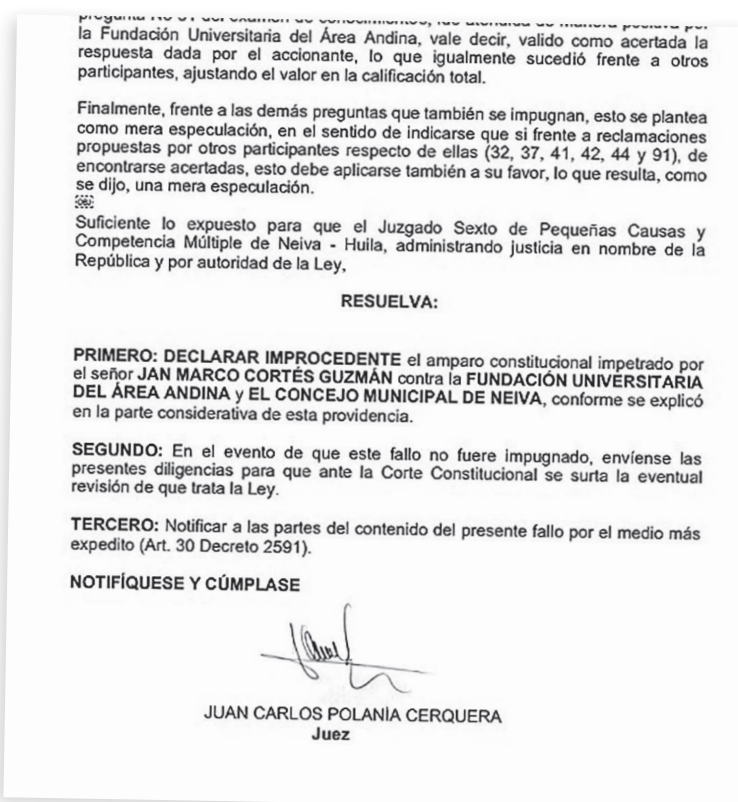 la Fundación Universitaria del Área Andina, vale decir, valido como acertada la
respuesta dada por el accionante, lo que igualmente sucedió frente a otros
participantes, ajustando el valor en la calificación total.
Finalmente, frente a las demás preguntas que también se impugnan, esto se plantea
como mera especulación, en el sentido de indicarse que si frente a reclamaciones
propuestas por otros participantes respecto de ellas (32, 37, 41, 42, 44 y 91), de
encontrarse acertadas, esto debe aplicarse también a su favor, lo que resulta, como
se dijo, una mera especulación.
Suficiente lo expuesto para que el Juzgado Sexto de Pequeñas Causas y
Competencia Múltiple de Neiva - Huila, administrando justicia en nombre de la
República y por autoridad de la Ley,
RESUELVA:
PRIMERO: DECLARAR IMPROCEDENTE el amparo constitucional impetrado por
el señor JAN MARCO CORTÉS GUZMÁN contra la FUNDACIÓN UNIVERSITARIA
DEL ÁREA ANDINA y EL CONCEJO MUNICIPAL DE NEIVA, conforme se explicó
en la parte considerativa de esta providencia.
SEGUNDO: En el evento de que este fallo no fuere impugnado, envíense las
presentes diligencias para que ante la Corte Constitucional se surta la eventual
revisión de que trata la Ley.
TERCERO: Notificar a las partes del contenido del presente fallo por el medio más
expedito (Art. 30 Decreto 2591).
NOTIFÍQUESE Y CÚMPLASE
JUAN CARLOS POLANÍA CERQUERA
Juez